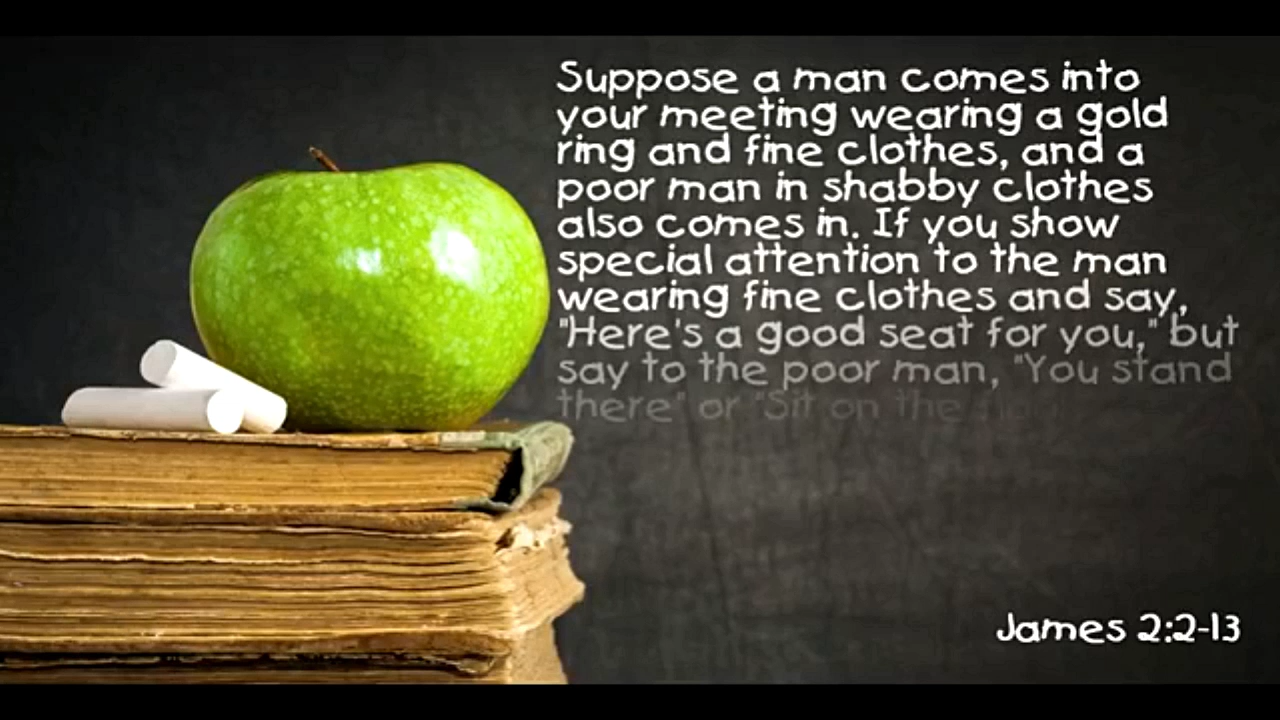 Suppose a man comes into
your meeting wearing a gold
ring and fine clothes, and a
poor man in shabby clothes
also comes in. If you show
special attention to the man
wearing fine clothes and say,
"Here's a good seat for you," but
say to the poor man, "You stand
there" or "Sit on the
James 2:2-13